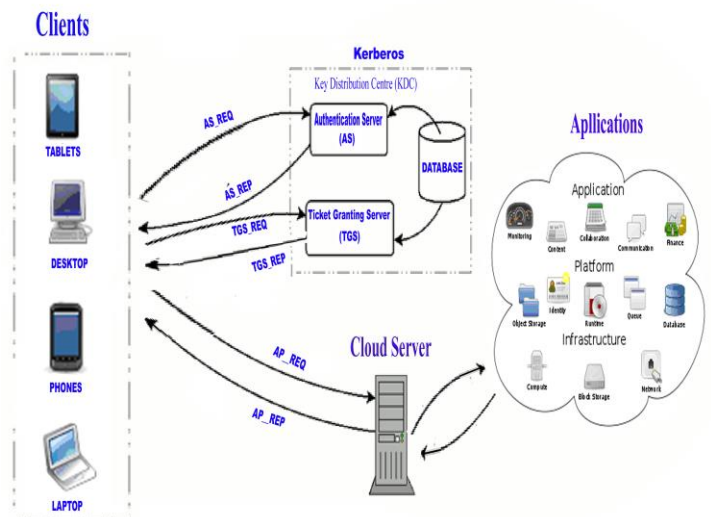 Clients
TABLETS
DESKTOP
PHONES
LAPTOP
Kerberos
Key Distribution Centre (KDC)
Authentication Server
(AS)
DATABASE
Ticket Granting Server
(TGS)
AS_REQ
AS_REP
TGS_REQ
TGS_REP
AP_REQ
AP_REP
Cloud Server
Apllications
Application
Monitoring
Content
Collaboration
Communication
Finance
Platform
Object Storage
Identity
Runtime
Queue
Database
Infrastructure
Compute
Block Storage
Network